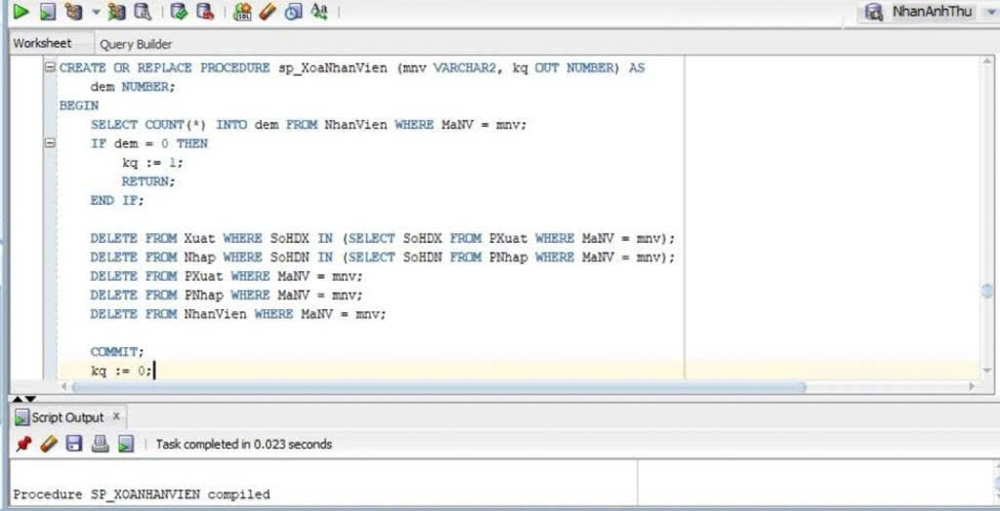 NhanAnhThu
Worksheet Query Builder
CREATE OR REPLACE PROCEDURE sp_XoaNhanVien (mnv VARCHAR2, kq OUT NUMBER) AS
dem NUMBER;
BEGIN
SELECT COUNT(*) INTO dem FROM NhanVien WHERE MaNV = mnv;
IF dem = 0 THEN
kq := 1;
RETURN;
END IF;
DELETE FROM Xuat WHERE SoHDX IN (SELECT SoHDX FROM PXuat WHERE MaNV = mnv);
DELETE FROM Nhap WHERE SoHDN IN (SELECT SoHDN FROM PNhap WHERE MaNV = mnv);
DELETE FROM PXuat WHERE MaNV = mnv;
DELETE FROM PNhap WHERE MaNV = mnv;
DELETE FROM NhanVien WHERE MaNV = mnv;
COMMIT;
kq := 0;
Script Output x
Task completed in 0.023 seconds
Procedure SP_XOANHANVIEN compiled